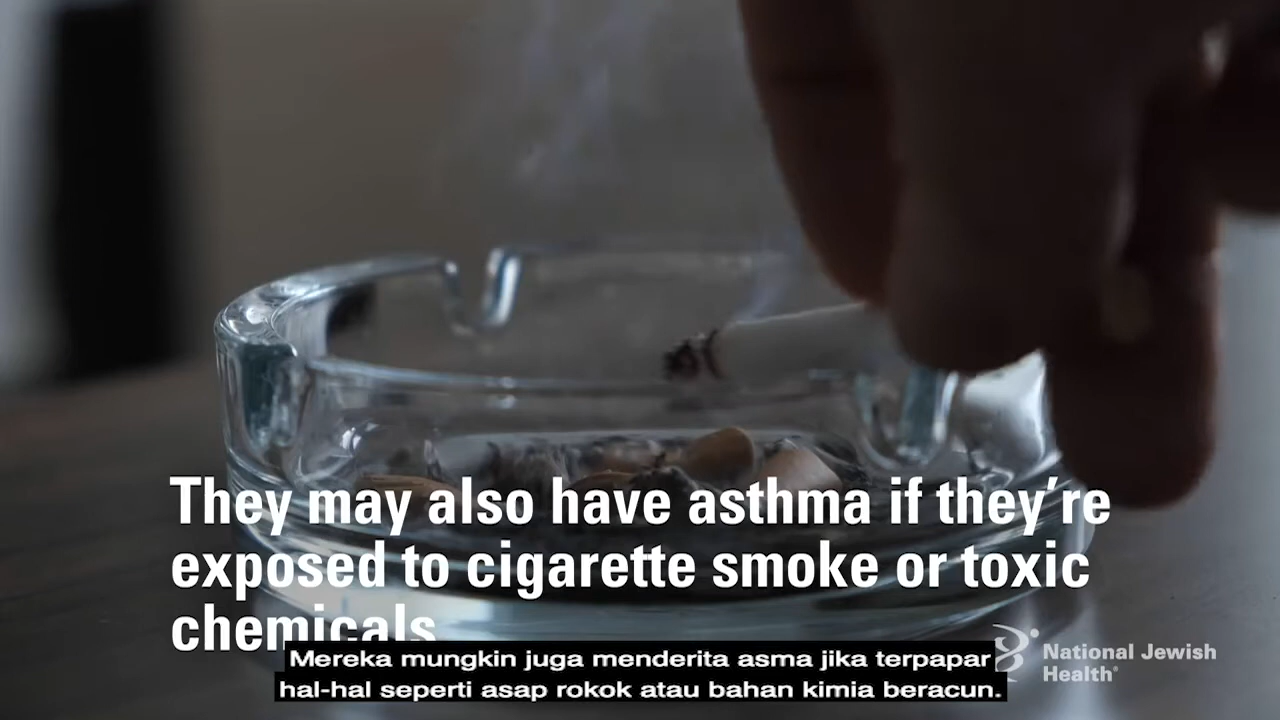 They may also have asthma if they're
exposed to cigarette smoke or toxic
chemicals
Mereka mungkin juga menderita asma jika terpapar
hal-hal seperti asap rokok atau bahan kimia beracun.
National Jewish
Health®